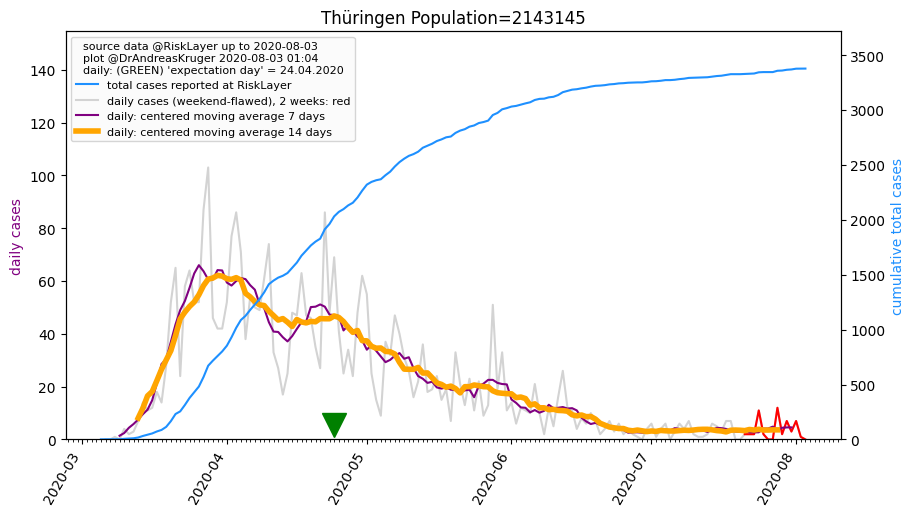 Thüringen Population=2143145
source data @RiskLayer up to 2020-08-03
plot @DrAndreasKruger 2020-08-03 01:04
daily: (GREEN) 'expectation day' = 24.04.2020
total cases reported at RiskLayer
daily cases (weekend-flawed), 2 weeks: red
daily: centered moving average 7 days
daily: centered moving average 14 days
daily cases
140
120
100
80
60
40
20
0
cumulative total cases
3500
3000
2500
2000
1500
1000
500
0
2020-03
2020-04
2020-05
2020-06
2020-07
2020-08